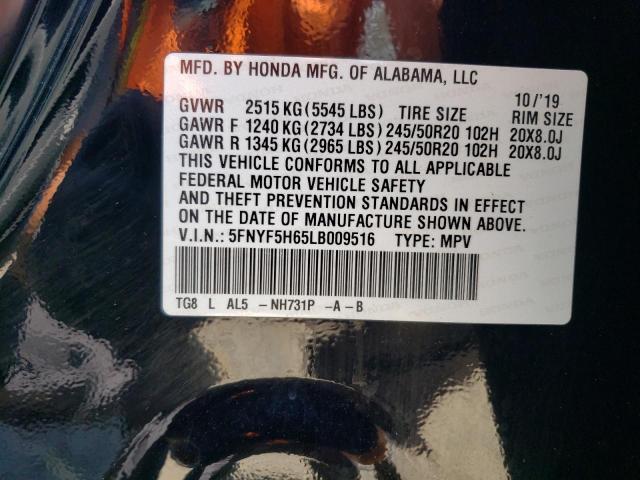 MFD. BY HONDA MFG. OF ALABAMA, LLC
10/'19
GVWR 2515 KG (5545 LBS) TIRE SIZE RIM SIZE
GAWR F 1240 KG (2734 LBS) 245/50R20 102H 20X8.0J
GAWR R 1345 KG (2965 LBS) 245/50R20 102H 20X8.0J
THIS VEHICLE CONFORMS TO ALL APPLICABLE
FEDERAL MOTOR VEHICLE SAFETY
AND THEFT PREVENTION STANDARDS IN EFFECT
ON THE DATE OF MANUFACTURE SHOWN ABOVE.
V.I.N.: 5FNYF5H65LB009516 TYPE: MPV
TG8 L AL5 - NH731P - A - B